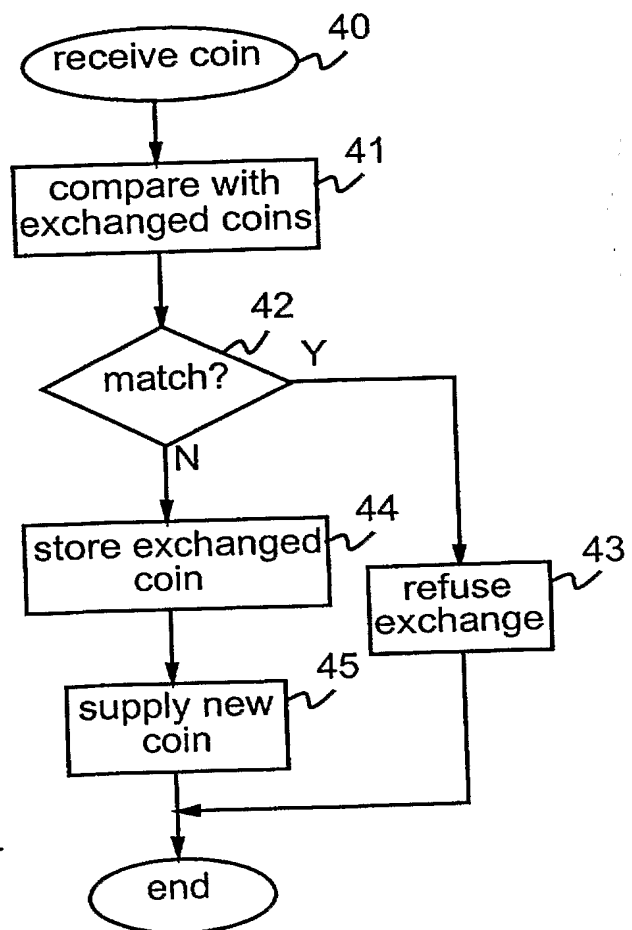 40
receive coin
41
compare with
exchanged coins
42
Y
match?
N
44
store exchanged
coin
43
refuse
exchange
45
supply new
coin
end